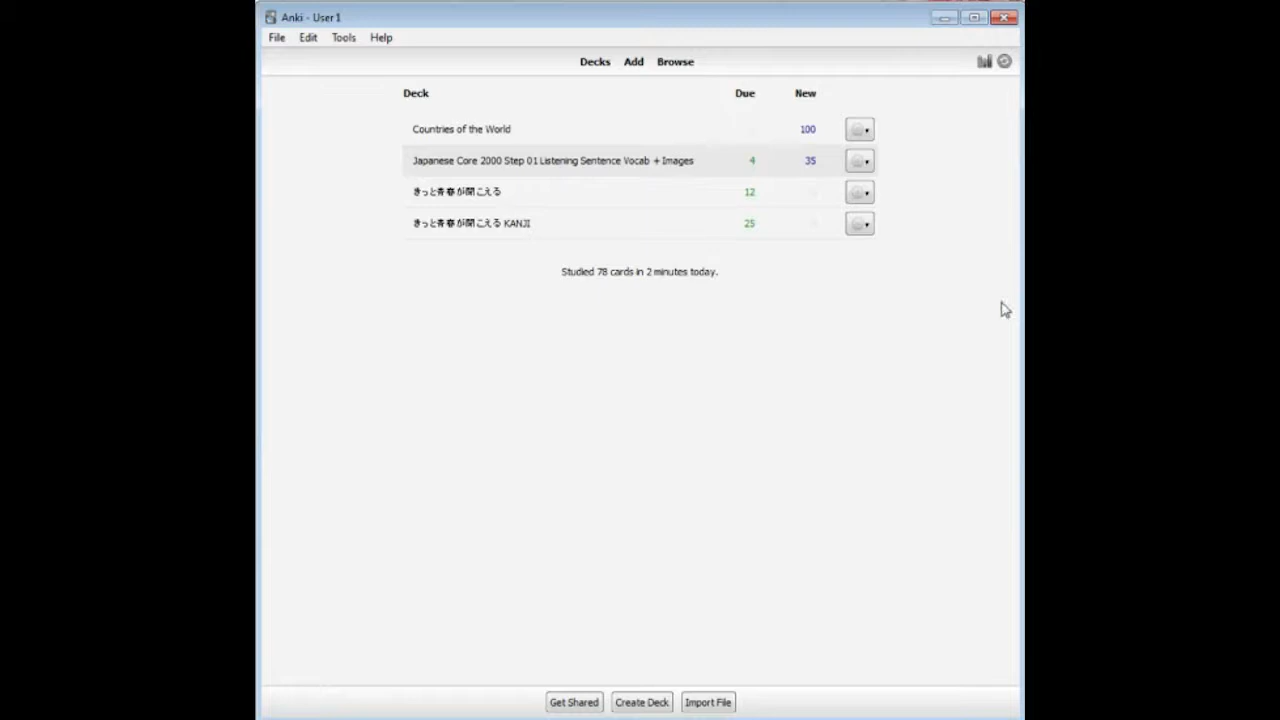 Anki - User 1
File Edit Tools Help
Decks Add Browse
Deck Due New
Countries of the World 100
Japanese Core 2000 Step 01 Listening Sentence Vocab + Images 4 35
きっと青春が聞こえる 12
きっと青春が聞こえる KANJI 25
Studied 78 cards in 2 minutes today.
Get Shared Create Deck Import File